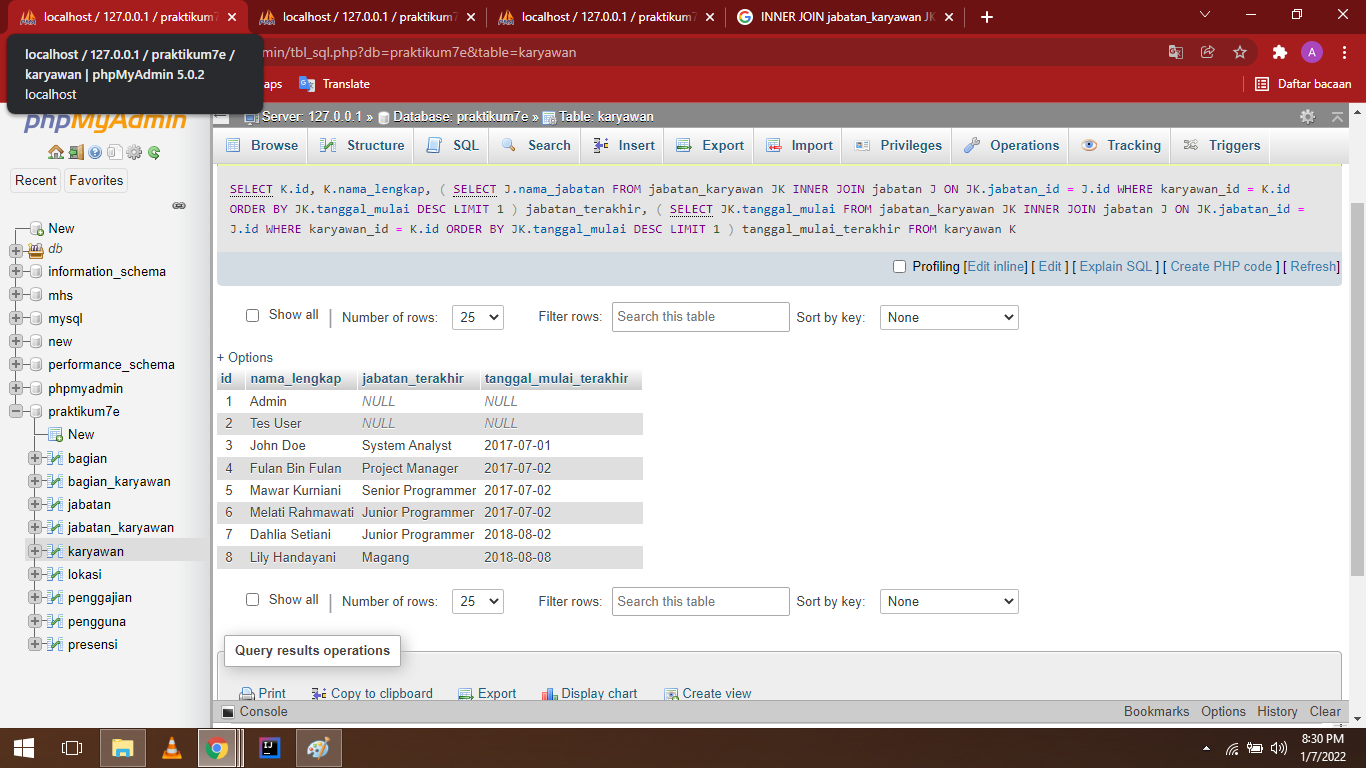 localhost / 127.0.0.1 / praktikum7
localhost / 127.0.0.1 / praktikum7
localhost / 127.0.0.1 / praktikum7
INNER JOIN jabatan_karyawan JK
localhost / 127.0.0.1 / praktikum7e /
karyawan | phpMyAdmin 5.0.2
localhost
min/tbl_sql.php?db=praktikum7e&table=karyawan
A
aps
Translate
Daftar bacaan
phpMyAdmin
Server: 127.0.0.1 » Database: praktikum7e » Table: karyawan
Browse
Structure
SQL
Search
Insert
Export
Import
Privileges
Operations
Tracking
Triggers
Recent
Favorites
New
db
information_schema
mhs
mysql
new
performance_schema
phpmyadmin
praktikum7e
New
bagian
bagian_karyawan
jabatan
jabatan_karyawan
karyawan
lokasi
penggajian
pengguna
presensi
SELECT K.id, K.nama_lengkap, ( SELECT J.nama_jabatan FROM jabatan_karyawan JK INNER JOIN jabatan J ON JK.jabatan_id = J.id WHERE karyawan_id = K.id
ORDER BY JK.tanggal_mulai DESC LIMIT 1 ) jabatan_terakhir, ( SELECT JK.tanggal_mulai FROM jabatan_karyawan JK INNER JOIN jabatan J ON JK.jabatan_id =
J.id WHERE karyawan_id = K.id ORDER BY JK.tanggal_mulai DESC LIMIT 1 ) tanggal_mulai_terakhir FROM karyawan K
Profiling [Edit inline] [ Edit ] [ Explain SQL ] [ Create PHP code ] [ Refresh]
Show all | Number of rows: 25 Filter rows: Search this table Sort by key: None
+ Options
id nama_lengkap jabatan_terakhir tanggal_mulai_terakhir
1 Admin NULL NULL
2 Tes User NULL NULL
3 John Doe System Analyst 2017-07-01
4 Fulan Bin Fulan Project Manager 2017-07-02
5 Mawar Kurniani Senior Programmer 2017-07-02
6 Melati Rahmawati Junior Programmer 2017-07-02
7 Dahlia Setiani Junior Programmer 2018-08-02
8 Lily Handayani Magang 2018-08-08
Show all | Number of rows: 25 Filter rows: Search this table Sort by key: None
Query results operations
Print
Copy to clipboard
Export
Display chart
Create view
Console
Bookmarks Options History Clear
IJ
8:30 PM
1/7/2022